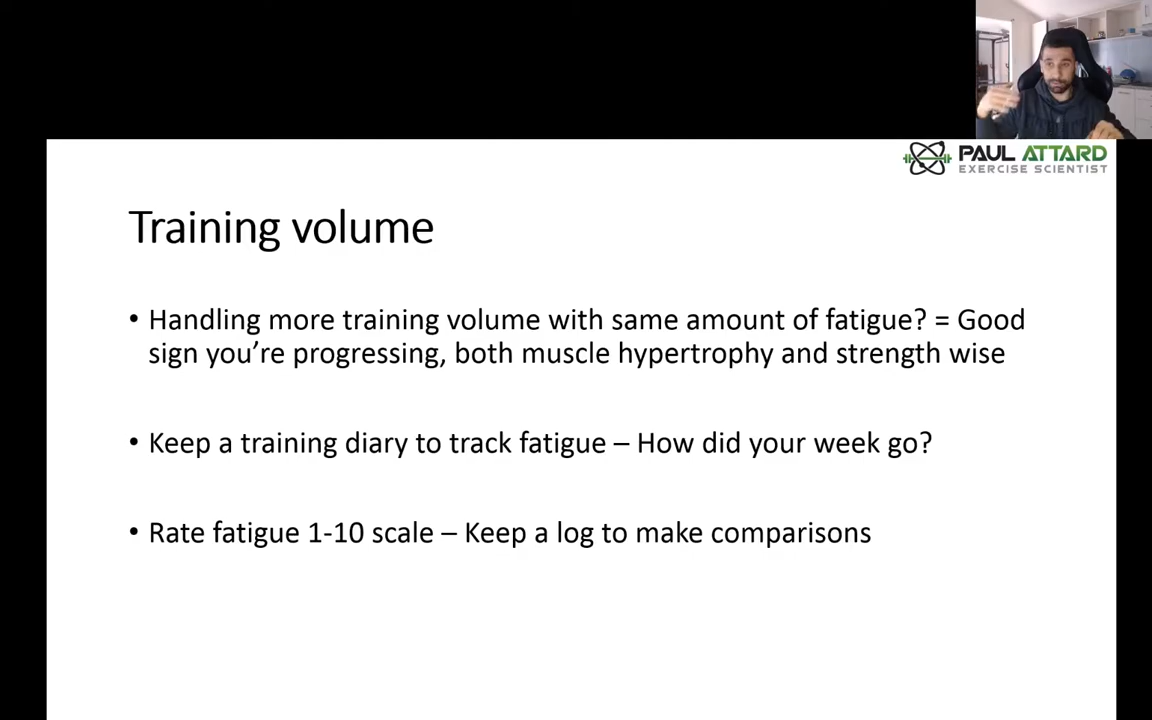 PAUL ATTARD
EXERCISE SCIENTIST
Training volume
• Handling more training volume with same amount of fatigue? = Good
sign you’re progressing, both muscle hypertrophy and strength wise
• Keep a training diary to track fatigue – How did your week go?
• Rate fatigue 1-10 scale – Keep a log to make comparisons